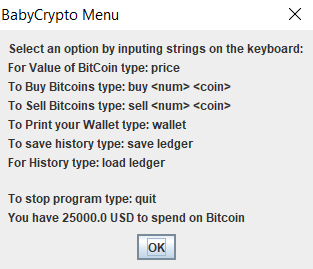 BabyCrypto Menu
Select an option by inputing strings on the keyboard:
For Value of BitCoin type: price
To Buy Bitcoins type: buy <num> <coin>
To Sell Bitcoins type: sell <num> <coin>
To Print your Wallet type: wallet
To save history type: save ledger
For History type: load ledger
To stop program type: quit
You have 25000.0 USD to spend on Bitcoin
OK